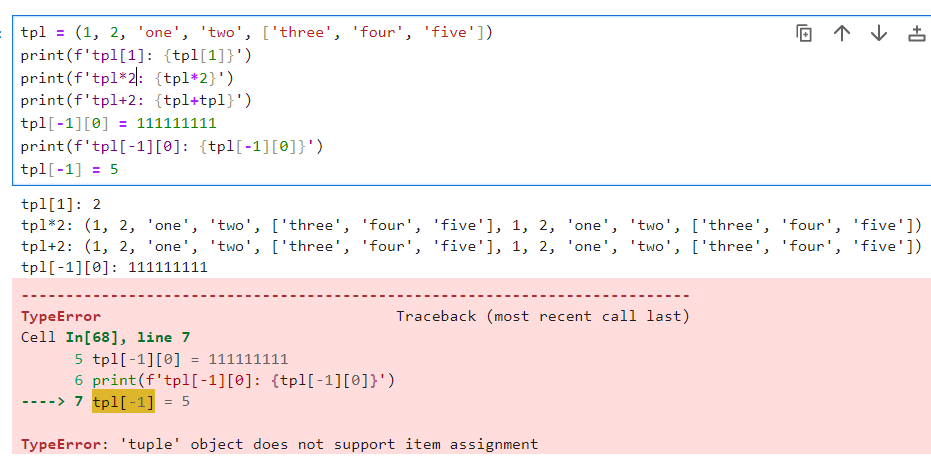 tpl = (1, 2, 'one', 'two', ['three', 'four', 'five'])
print(f'tpl[1]: {tpl[1]}')
print(f'tpl*2: {tpl*2}')
print(f'tpl+2: {tpl+tpl}')
tpl[-1][0] = 111111111
print(f'tpl[-1][0]: {tpl[-1][0]}')
tpl[-1] = 5
tpl[1]: 2
tpl*2: (1, 2, 'one', 'two', ['three', 'four', 'five'], 1, 2, 'one', 'two', ['three', 'four', 'five'])
tpl+2: (1, 2, 'one', 'two', ['three', 'four', 'five'], 1, 2, 'one', 'two', ['three', 'four', 'five'])
tpl[-1][0]: 111111111
---------------------------------------------------------------------------
TypeError                                 Traceback (most recent call last)
Cell In[68], line 7
      5 tpl[-1][0] = 111111111
      6 print(f'tpl[-1][0]: {tpl[-1][0]}')
----> 7 tpl[-1] = 5
TypeError: 'tuple' object does not support item assignment